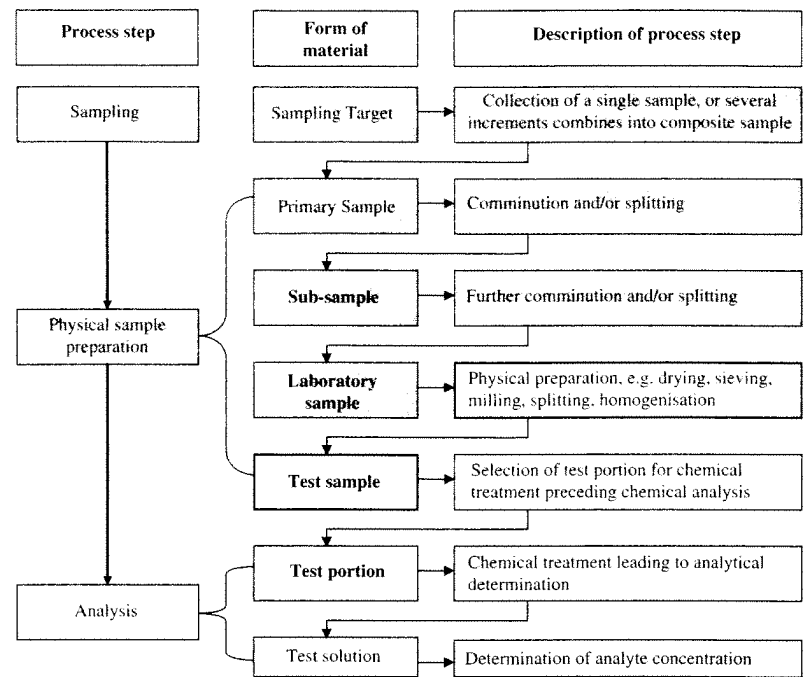 Process step
Form of
material
Description of process step
Sampling
Sampling Target
Collection of a single sample, or several
increments combines into composite sample
Primary Sample
Comminution and/or splitting
Sub-sample
Further comminution and/or splitting
Physical sample
preparation
Laboratory
sample
Physical preparation, e.g. drying, sieving,
milling, splitting, homogenisation
Test sample
Selection of test portion for chemical
treatment preceding chemical analysis
Test portion
Chemical treatment leading to analytical
determination
Analysis
Test solution
Determination of analyte concentration